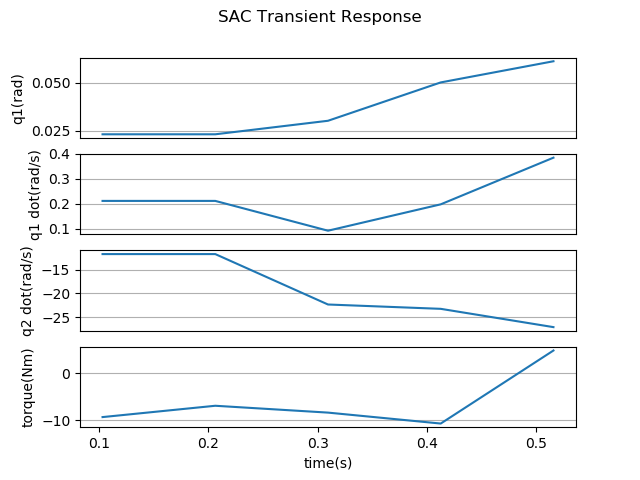 SAC Transient Response
q1(rad)
0.050
0.025
q1 dot(rad/s)
0.4
0.3
0.2
0.1
q2 dot(rad/s)
−15
−20
−25
torque(Nm)
0
−10
0.1 0.2 0.3 0.4 0.5
time(s)